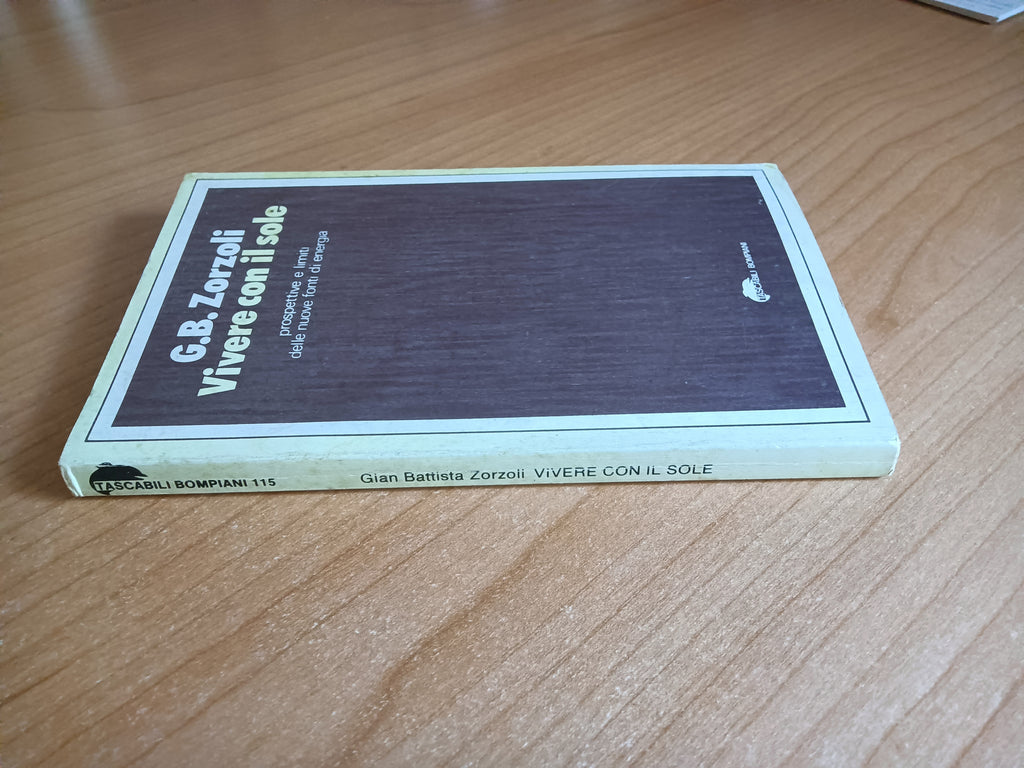 G.B. Zorzoli
Vivere con il sole
prospettive e limiti
delle nuove fonti di energia
TASCABILI BOMPIANI
TASCABILI BOMPIANI 115
Gian Battista Zorzoli ViVERE CON IL SOLE